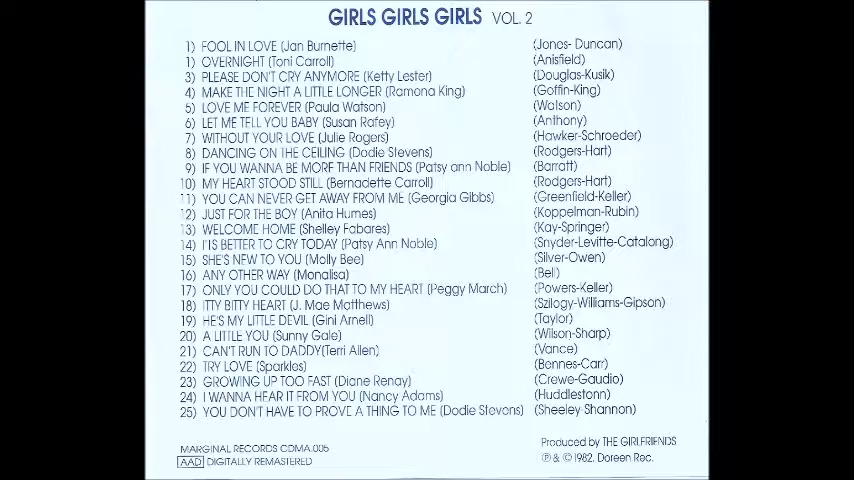 GIRLS GIRLS GIRLS VOL. 2
1) FOOL IN LOVE (Jan Burnette) (Jones- Duncan)
1) OVERNIGHT (Toni Carroll) (Anisfield)
3) PLEASE DON'T CRY ANYMORE (Ketty Lester) (Douglas-Kusik)
4) MAKE THE NIGHT A LITTLE LONGER (Ramona King) (Goffin-King)
5) LOVE ME FOREVER (Paula Watson) (Watson)
6) LET ME TELL YOU BABY (Susan Rafey) (Anthony)
7) WITHOUT YOUR LOVE (Julie Rogers) (Hawker-Schroeder)
8) DANCING ON THE CEILING (Dodie Stevens) (Rodgers-Hart)
9) IF YOU WANNA BE MORF THAN FRIENDS (Patsy ann Noble) (Barratt)
10) MY HEART STOOD STILL (Bernadette Carroll) (Rodgers-Hart)
11) YOU CAN NEVER GET AWAY FROM ME (Georgia Gibbs) (Greenfield-Keller)
12) JUST FOR THE BOY (Anita Humes) (Koppelman-Rubin)
13) WELCOME HOME (Shelley Fabares) (Kay-Springer)
14) I'IS BETTER TO CRY TODAY (Patsy Ann Noble) (Snyder-Levitte-Catalong)
15) SHE'S NEW TO YOU (Molly Bee) (Silver-Owen)
16) ANY OTHER WAY (Monalisa) (Bell)
17) ONLY YOU COULD DO THAT TO MY HEART (Peggy March) (Powers-Keller)
18) ITTY BITTY HEART (J. Mae Matthews) (Szilogy-Williams-Gipson)
19) HE'S MY LITTLE DEVIL (Gini Arnell) (Taylor)
20) A LITTLE YOU (Sunny Gale) (Wilson-Sharp)
21) CAN'T RUN TO DADDY(Terri Allen) (Vance)
22) TRY LOVE (Sparkles) (Bennes-Carr)
23) GROWING UP TOO FAST (Diane Renay) (Crewe-Gaudio)
24) I WANNA HEAR IT FROM YOU (Nancy Adams) (Huddlestonn)
25) YOU DON'T HAVE TO PROVE A THING TO ME (Dodie Stevens) (Sheeley Shannon)
MARGINAL RECORDS CDMA.005
AAD DIGITALLY REMASTERED
Produced by THE GIRLFRIENDS
℗ & © 1982. Doreen Rec.